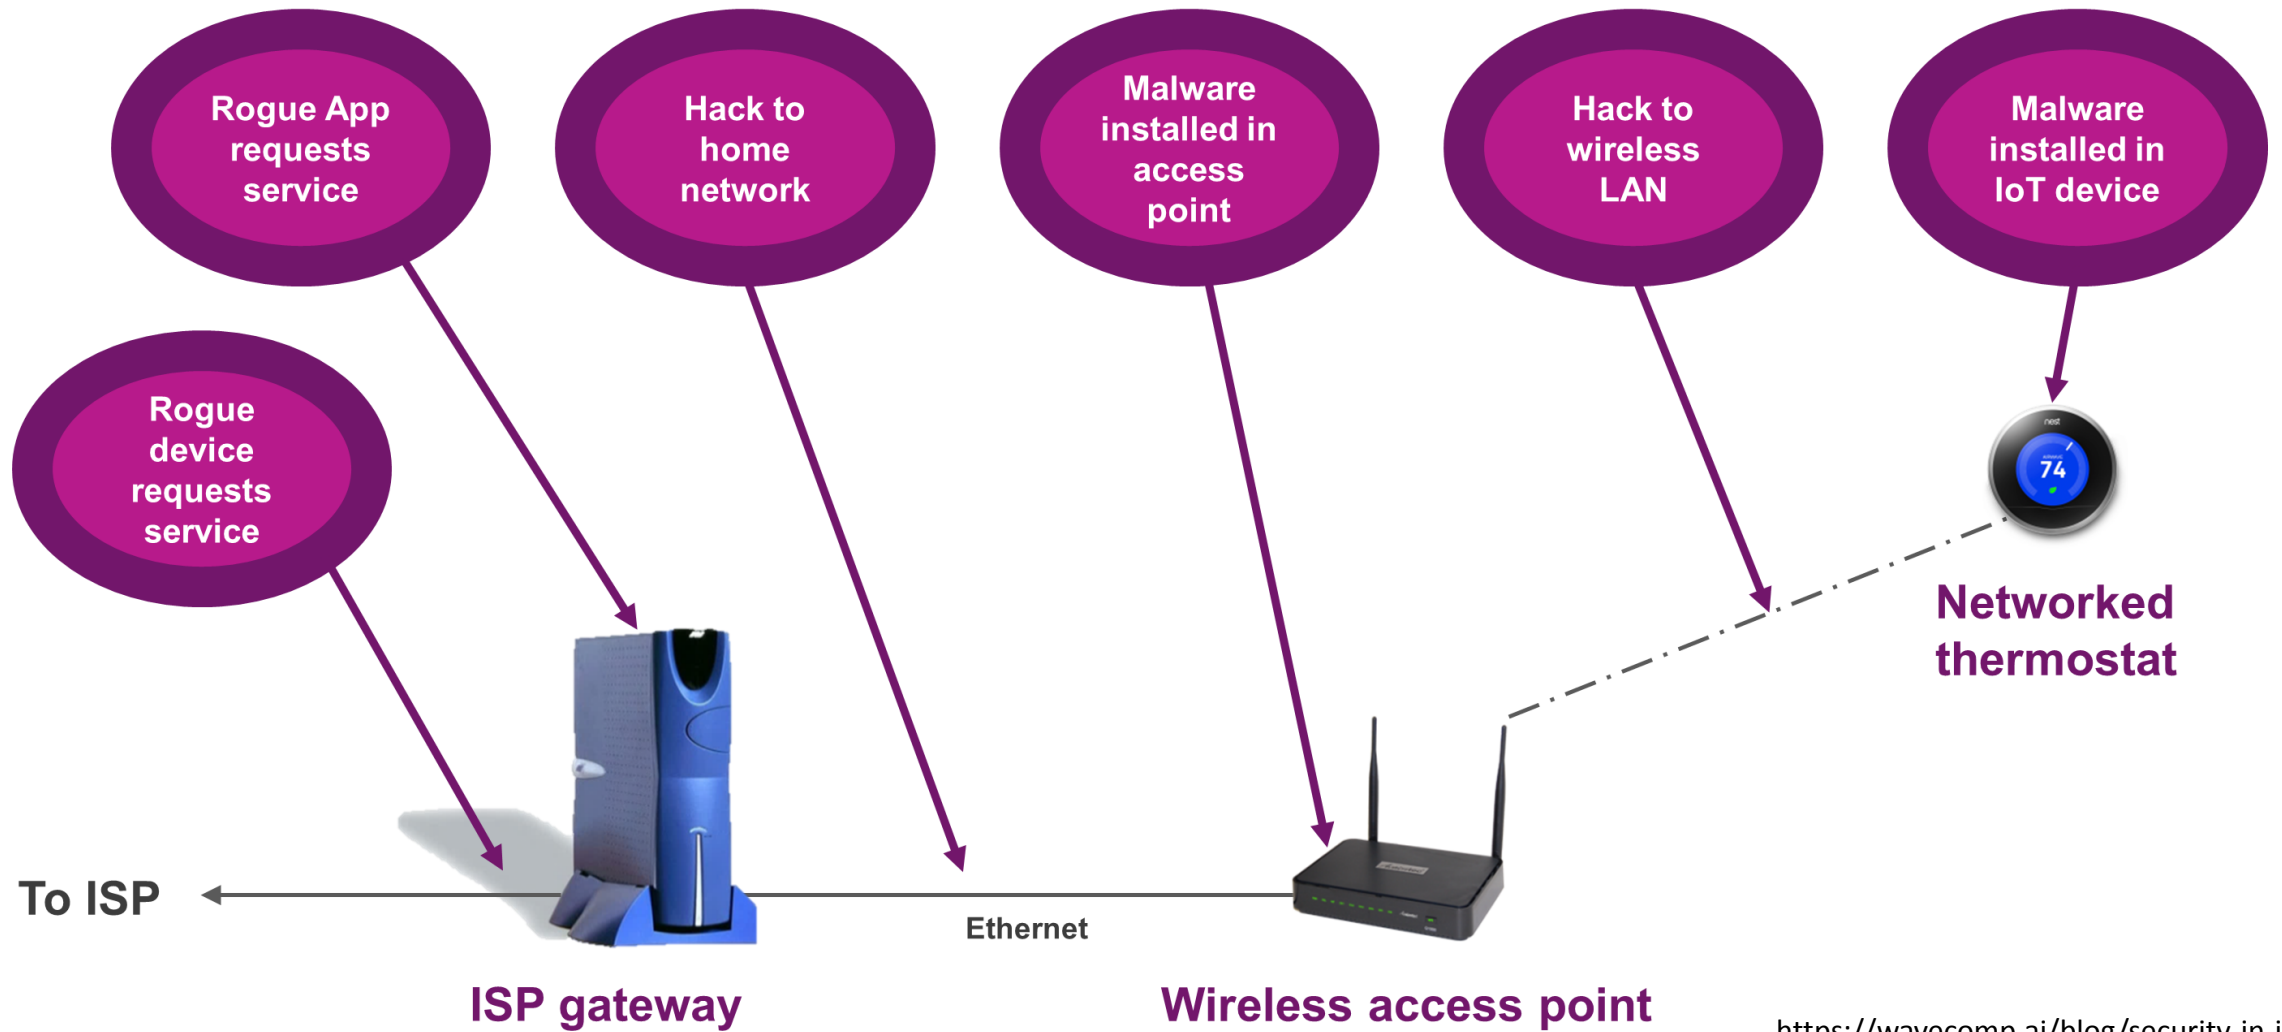 Rogue App
requests
service
Hack to
home
network
Malware
installed in
access
point
Hack to
wireless
LAN
Malware
installed in
IoT device
Rogue
device
requests
service
nest
74
Networked
thermostat
To ISP
Ethernet
ISP gateway
Wireless access point